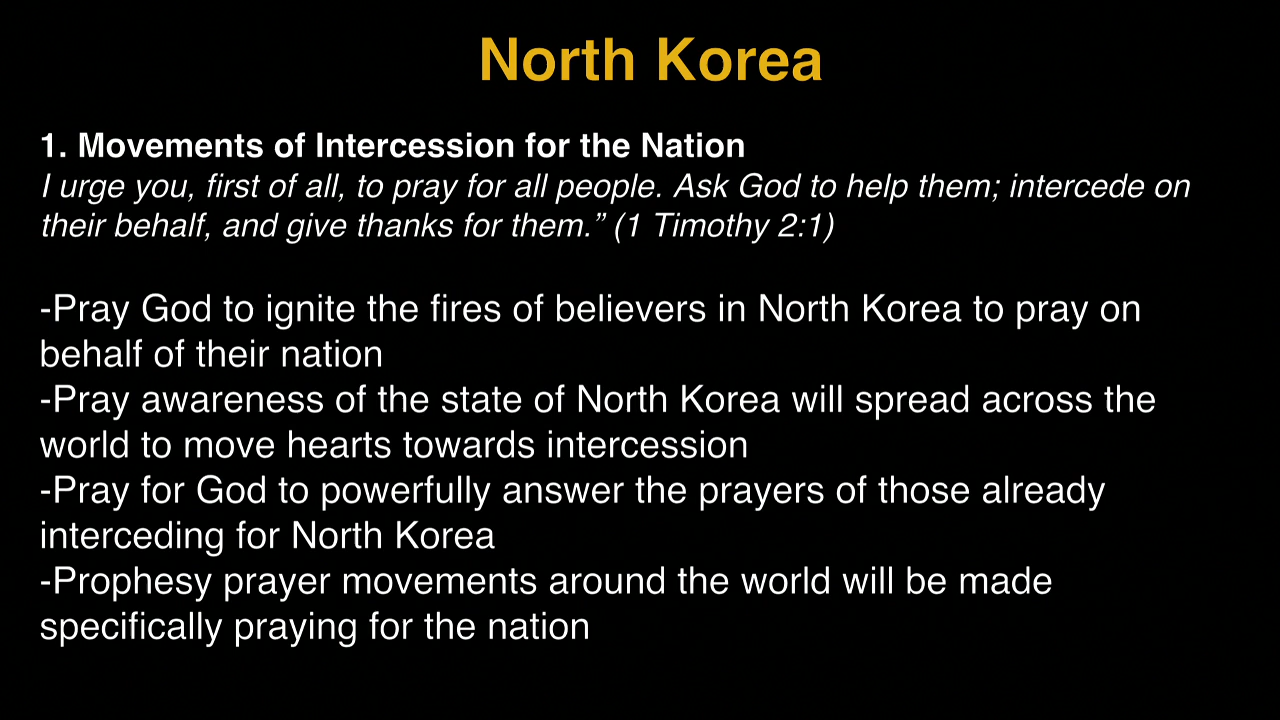 North Korea
1. Movements of Intercession for the Nation
I urge you, first of all, to pray for all people. Ask God to help them; intercede on
their behalf, and give thanks for them.” (1 Timothy 2:1)
-Pray God to ignite the fires of believers in North Korea to pray on
behalf of their nation
-Pray awareness of the state of North Korea will spread across the
world to move hearts towards intercession
-Pray for God to powerfully answer the prayers of those already
interceding for North Korea
-Prophesy prayer movements around the world will be made
specifically praying for the nation